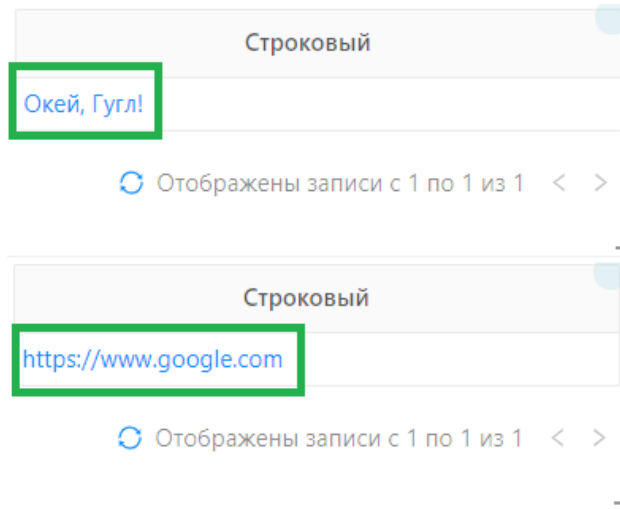 Строковый
Окей, Гугл!
Отображены записи с 1 по 1 из 1 < >
Строковый
https://www.google.com
Отображены записи с 1 по 1 из 1 < >